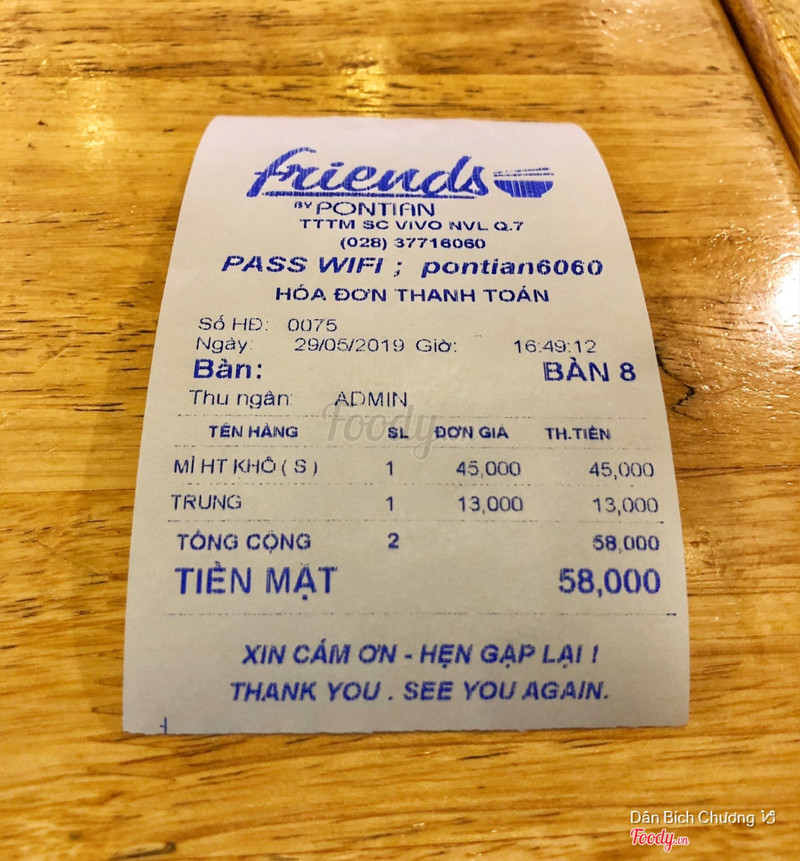 friends
BY PONTIAN
TTTM SC VIVO NVL Q.7
(028) 37716060
PASS WIFI ; pontian6060
HÓA ĐƠN THANH TOÁN
Số HĐ: 0075
Ngày: 29/05/2019 Giờ: 16:49:12
Bàn: BÀN 8
Thu ngân: ADMIN
TÊN HÀNG SL ĐƠN GIÁ TH.TIỀN
MÌ HT KHÔ ( S ) 1 45,000 45,000
TRUNG 1 13,000 13,000
TỔNG CỘNG 2 58,000
TIỀN MẶT 58,000
XIN CÁM ƠN - HẸN GẶP LẠI !
THANK YOU . SEE YOU AGAIN.
Foody
Dân Bích Chương
Foody.vn